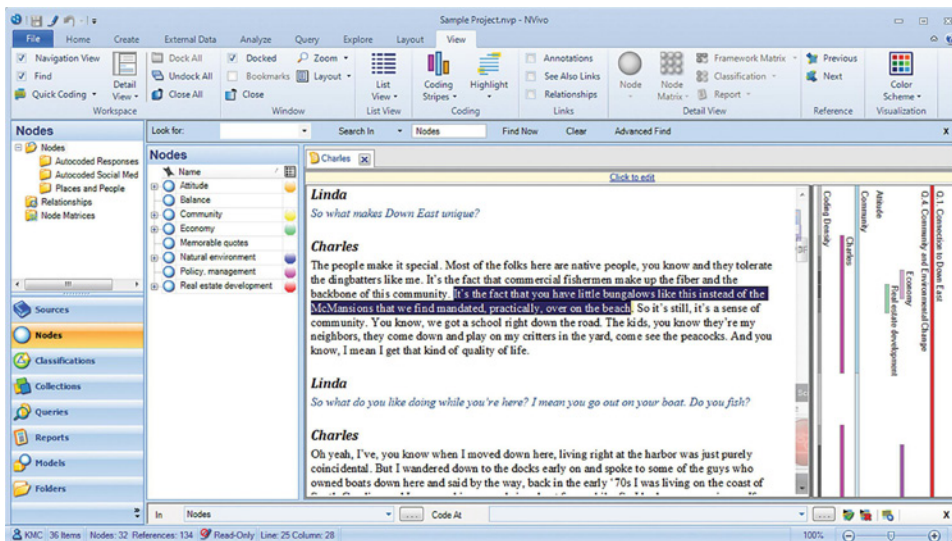 Sample Project.nvp - NVivo
File Home Create External Data Analyze Query Explore Layout View
Navigation View Dock All Docked Zoom Annotations Framework Matrix Previous
Find Undock All Bookmarks Layout See Also Links Classification Next
Quick Coding Detail View Close All Close List View Coding Stripes Highlight Relationships Node Node Matrix Report Color Scheme
Workspace Window List View Coding Links Detail View Reference Visualization
Nodes
Look for: Search In Nodes Find Now Clear Advanced Find X
Nodes
Autocoded Responses
Autocoded Social Med
Places and People
Relationships
Node Matrices
Sources
Nodes
Classifications
Collections
Queries
Reports
Models
Folders
Nodes
Name
Attitude
Balance
Community
Economy
Memorable quotes
Natural environment
Policy, management
Real estate development
Charles
Click to edit
Linda
So what makes Down East unique?
Charles
The people make it special. Most of the folks here are native people, you know and they tolerate
the dingbatters like me. It's the fact that commercial fishermen make up the fiber and the
backbone of this community. It's the fact that you have little bungalows like this instead of the
McMansions that we find mandated, practically, over on the beach. So it's still, it's a sense of
community. You know, we got a school right down the road. The kids, you know they're my
neighbors, they come down and play on my critters in the yard, come see the peacocks. And you
know, I mean I get that kind of quality of life.
Linda
So what do you like doing while you're here? I mean you go out on your boat. Do you fish?
Charles
Oh yeah, I've, you know when I moved down here, living right at the harbor was just purely
coincidental. But I wandered down to the docks early on and spoke to some of the guys who
owned boats down here and said by the way, back in the early '70s I was living on the coast of
Coding Density
Charles
Community
Attitude
Real estate development
Economy
Q.4. Community and Environmental Change
Q.1. Connection to Down East
In Nodes Code At X
KMC 36 Items Nodes: 32 References: 134 Read-Only Line: 25 Column: 28 100%